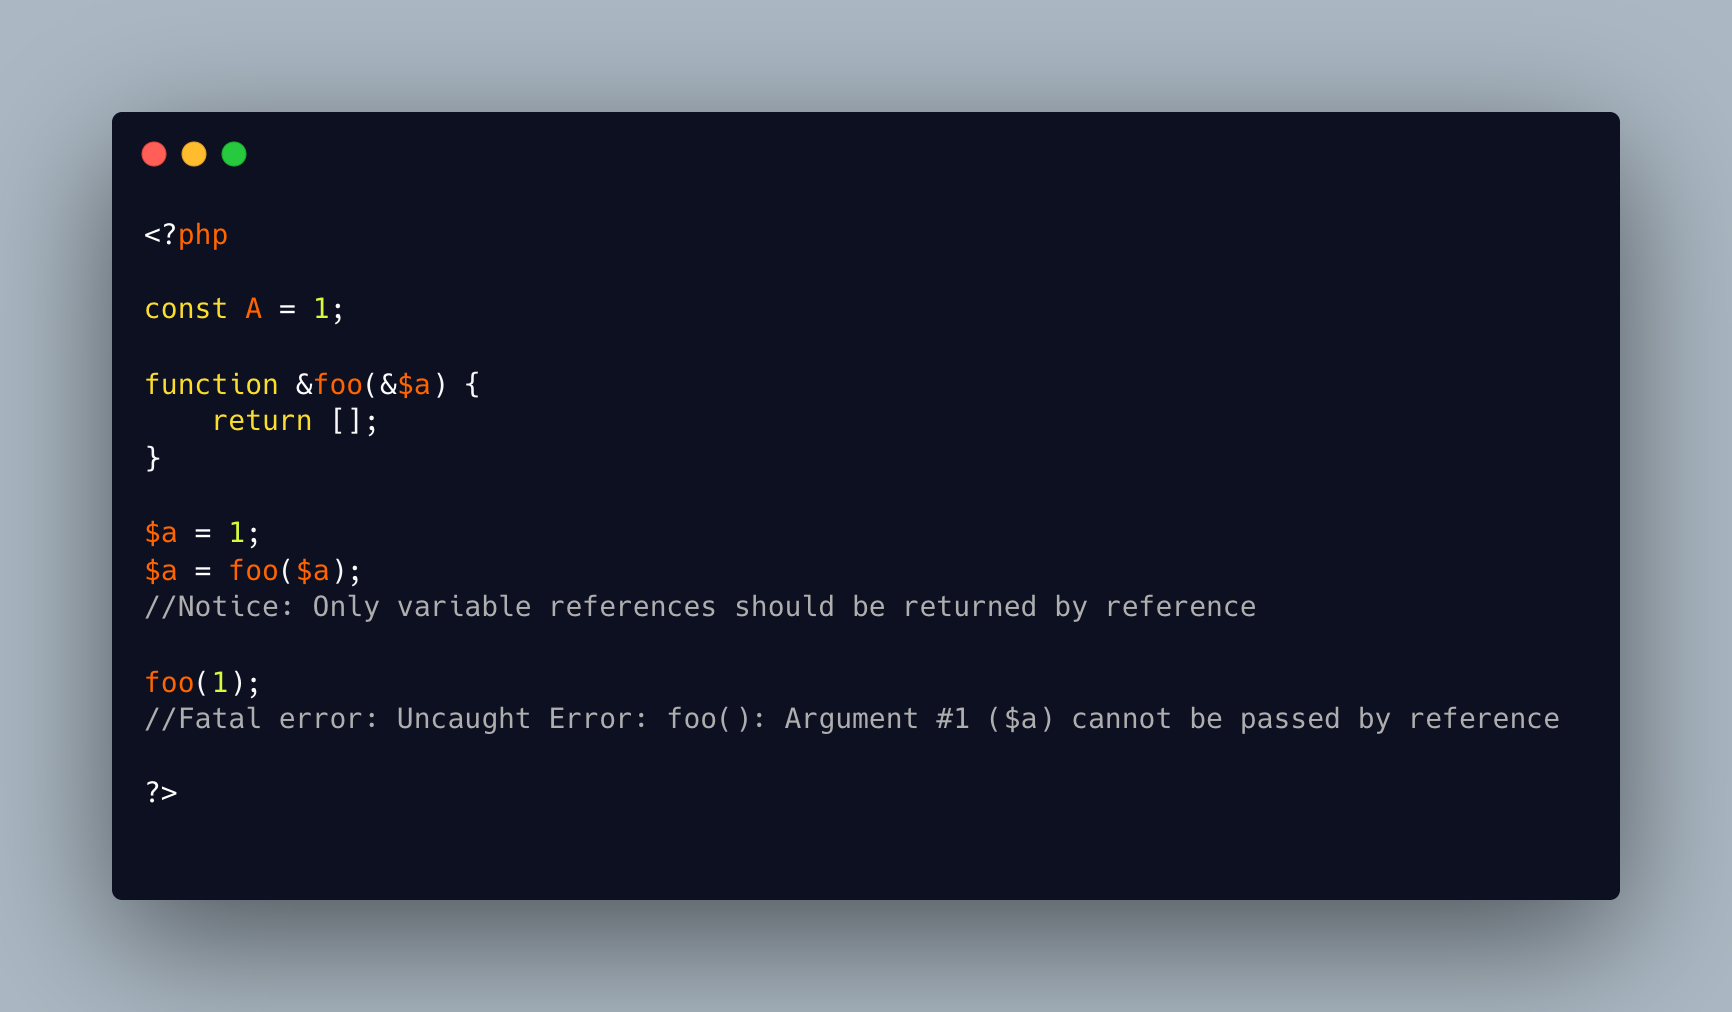 <?php
const A = 1;
function &foo(&$a) {
    return [];
}
$a = 1;
$a = foo($a);
//Notice: Only variable references should be returned by reference
foo(1);
//Fatal error: Uncaught Error: foo(): Argument #1 ($a) cannot be passed by reference
?>